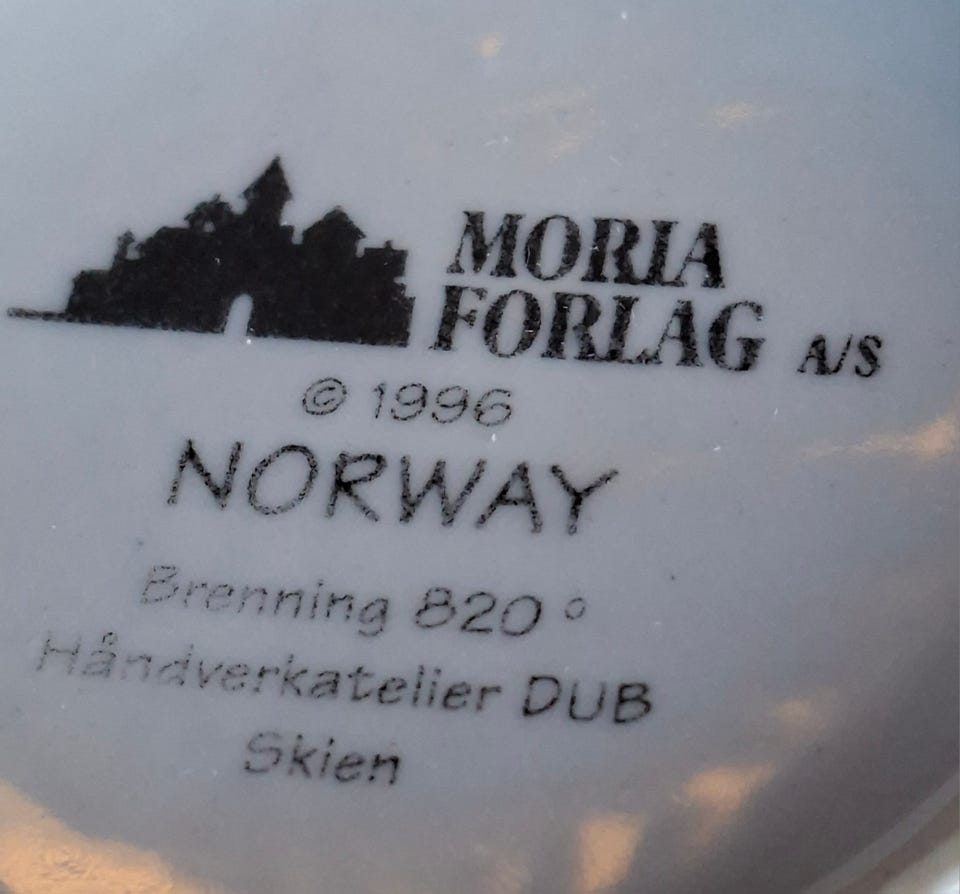 MORIA
FORLAG A/S
© 1996
NORWAY
Brenning 820°
Håndverkatelier DUB
Skien